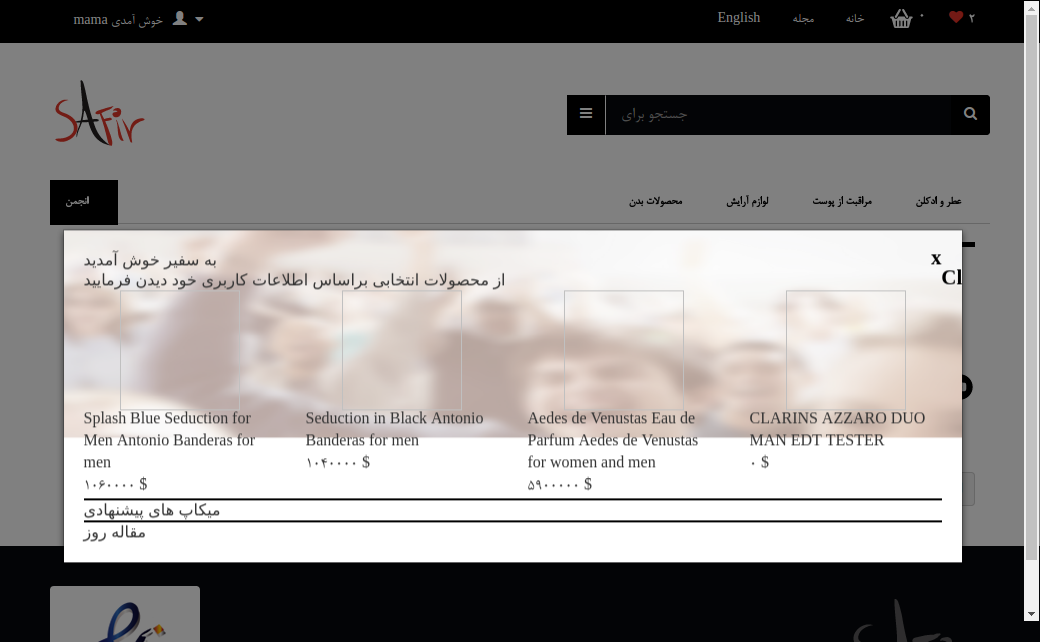 خوش آمدی mama
English
مجله
خانه
۰
۲
SAFir
جستجو برای
انجمن
محصولات بدن
لوازم آرایش
مراقبت از پوست
عطر و ادکلن
به سفیر خوش آمدید
از محصولات انتخابی براساس اطلاعات کاربری خود دیدن فرمایید
x
Cl
Splash Blue Seduction for
Men Antonio Banderas for
men
۱۰۶۰۰۰۰ $
Seduction in Black Antonio
Banderas for men
۱۰۴۰۰۰۰ $
Aedes de Venustas Eau de
Parfum Aedes de Venustas
for women and men
۵۹۰۰۰۰۰ $
CLARINS AZZARO DUO
MAN EDT TESTER
۰ $
میکاپ های پیشنهادی
مقاله روز